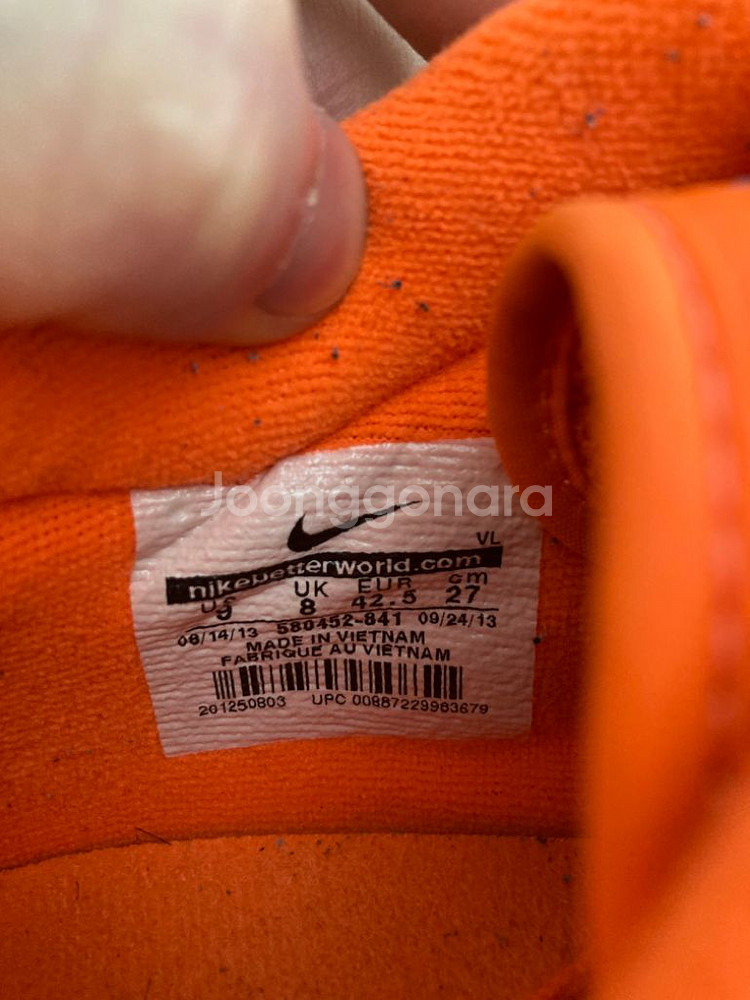 Joonggonara
VL
nikebetterworld.com
US UK EUR cm
9 8 42.5 27
08/14/13 580452-841 09/24/13
MADE IN VIETNAM
FABRIQUE AU VIETNAM
201250803 UPC 00887229983679